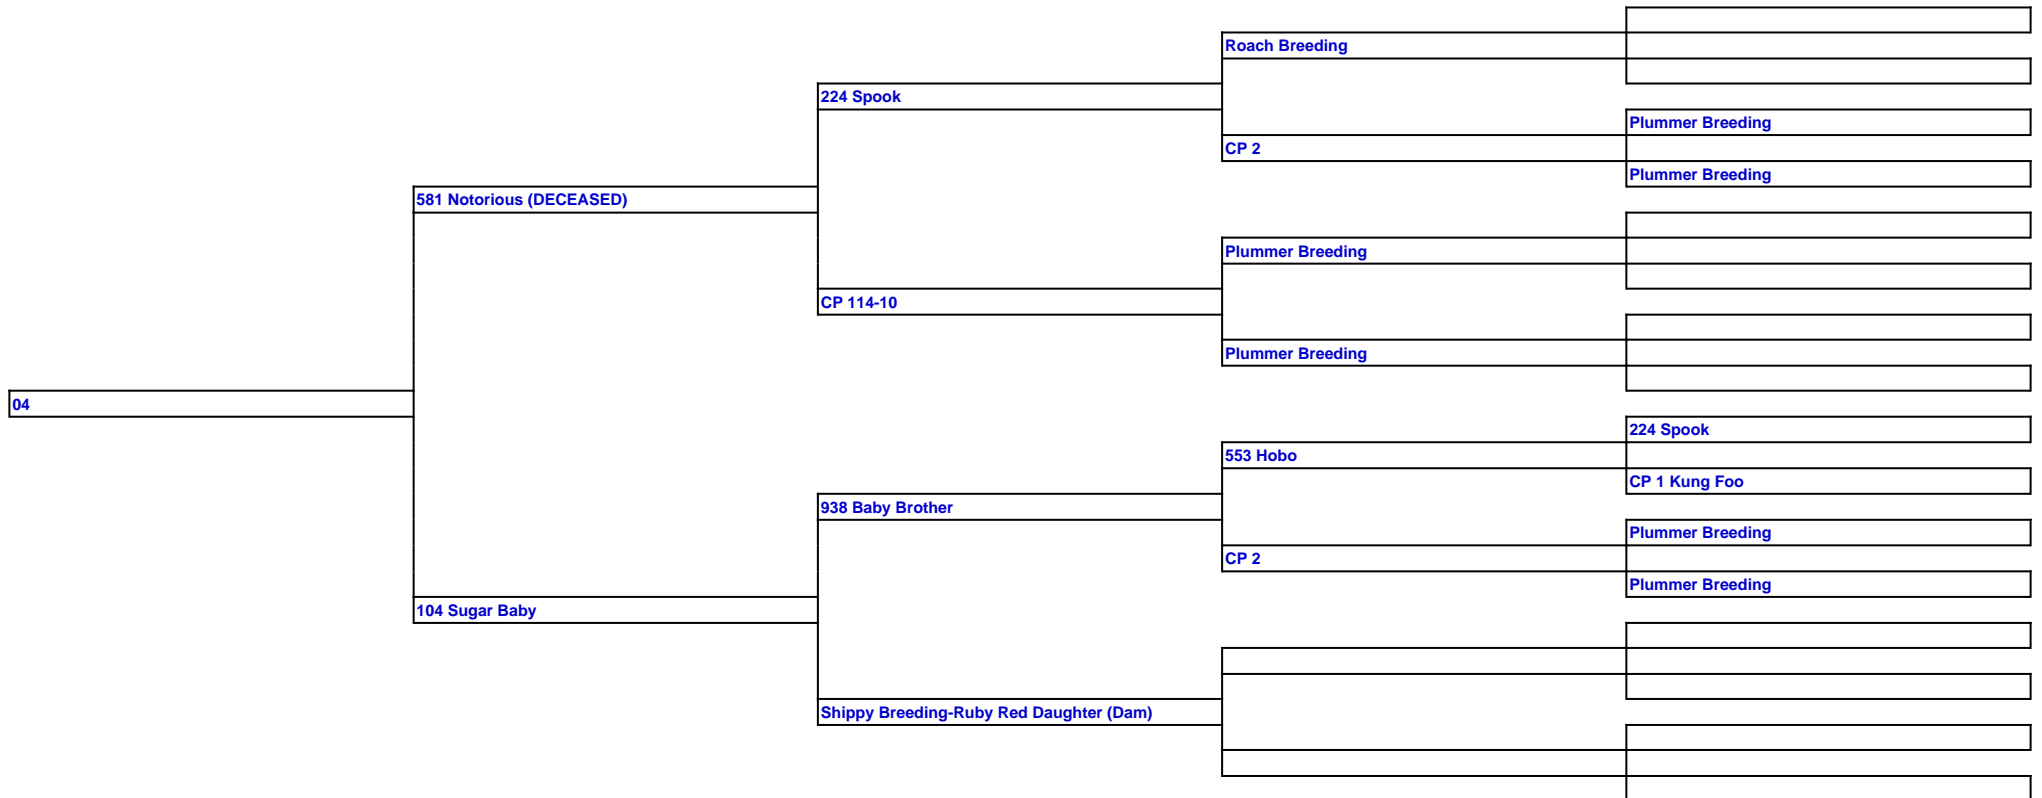 Roach Breeding
224 Spook
Plummer Breeding
CP 2
Plummer Breeding
581 Notorious (DECEASED)
Plummer Breeding
CP 114-10
Plummer Breeding
04
224 Spook
553 Hobo
CP 1 Kung Foo
938 Baby Brother
Plummer Breeding
CP 2
Plummer Breeding
104 Sugar Baby
Shippy Breeding-Ruby Red Daughter (Dam)